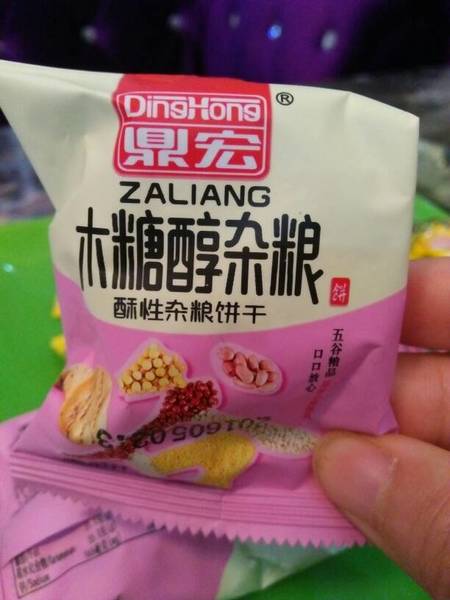 DingHong®
鼎宏
ZALIANG
木糖醇杂粮
饼
酥性杂粮饼干
五谷粮品
口口放心